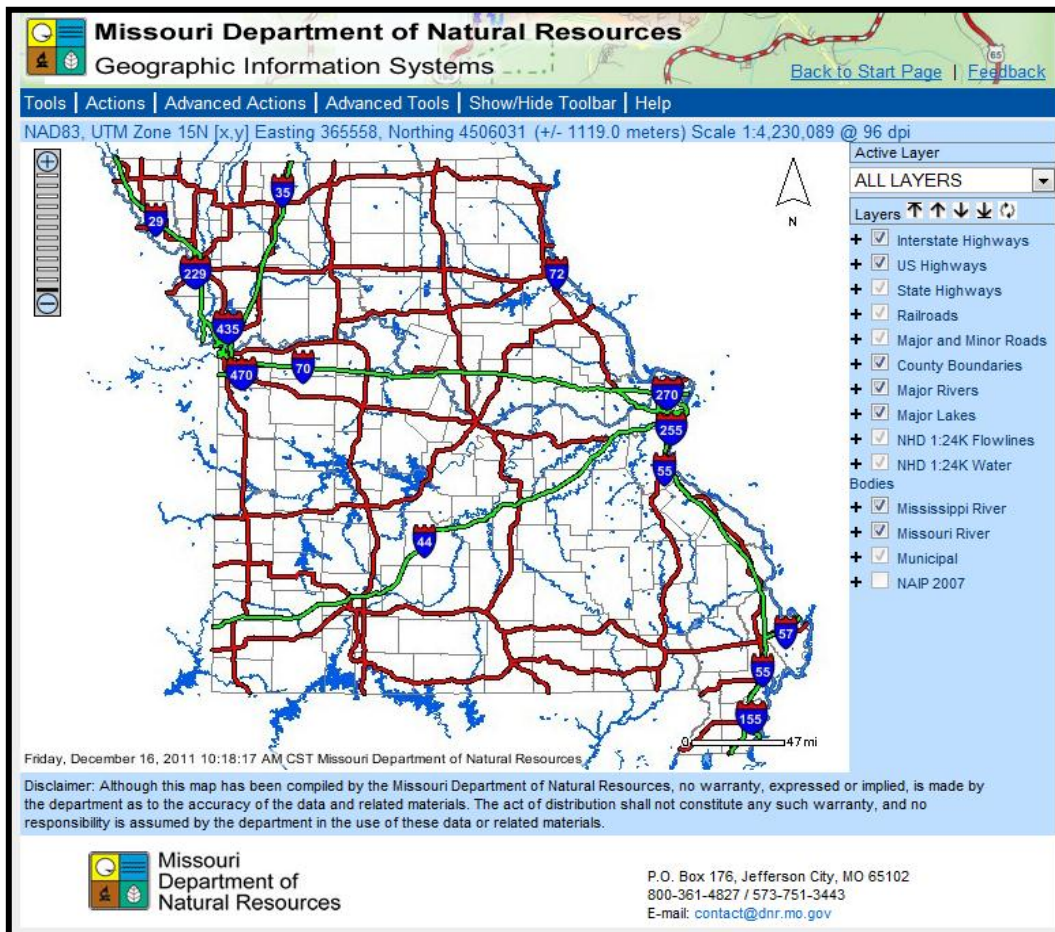 Missouri Department of Natural Resources
Geographic Information Systems
65
Back to Start Page | Feedback
Tools | Actions | Advanced Actions | Advanced Tools | Show/Hide Toolbar | Help
NAD83, UTM Zone 15N [x,y] Easting 365558, Northing 4506031 (+/- 1119.0 meters) Scale 1:4,230,089 @ 96 dpi
Active Layer
ALL LAYERS
Layers
Interstate Highways
US Highways
State Highways
Railroads
Major and Minor Roads
County Boundaries
Major Rivers
Major Lakes
NHD 1:24K Flowlines
NHD 1:24K Water
Bodies
Mississippi River
Missouri River
Municipal
NAIP 2007
N
35
29
229
72
435
470
70
270
255
55
44
57
55
155
0 47 mi
Friday, December 16, 2011 10:18:17 AM CST Missouri Department of Natural Resources
Disclaimer: Although this map has been compiled by the Missouri Department of Natural Resources, no warranty, expressed or implied, is made by
the department as to the accuracy of the data and related materials. The act of distribution shall not constitute any such warranty, and no
responsibility is assumed by the department in the use of these data or related materials.
Missouri
Department of
Natural Resources
P.O. Box 176, Jefferson City, MO 65102
800-361-4827 / 573-751-3443
E-mail: contact@dnr.mo.gov